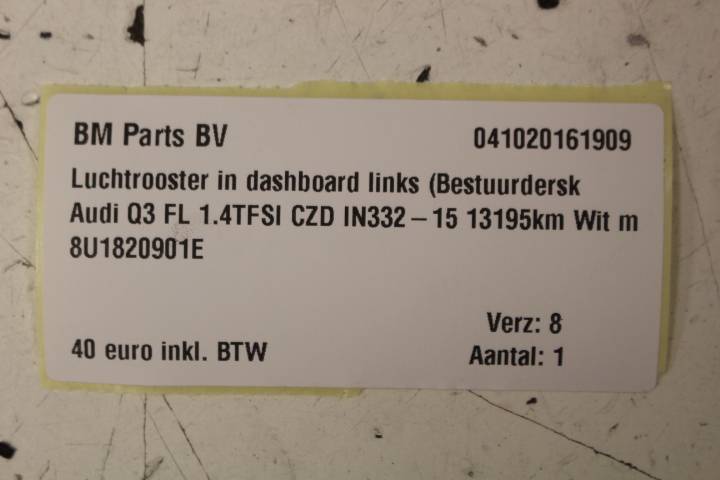 BM Parts BV 041020161909
Luchtrooster in dashboard links (Bestuurdersk
Audi Q3 FL 1.4TFSI CZD IN332-15 13195km Wit m
8U1820901E
Verz: 8
40 euro inkl. BTW Aantal: 1